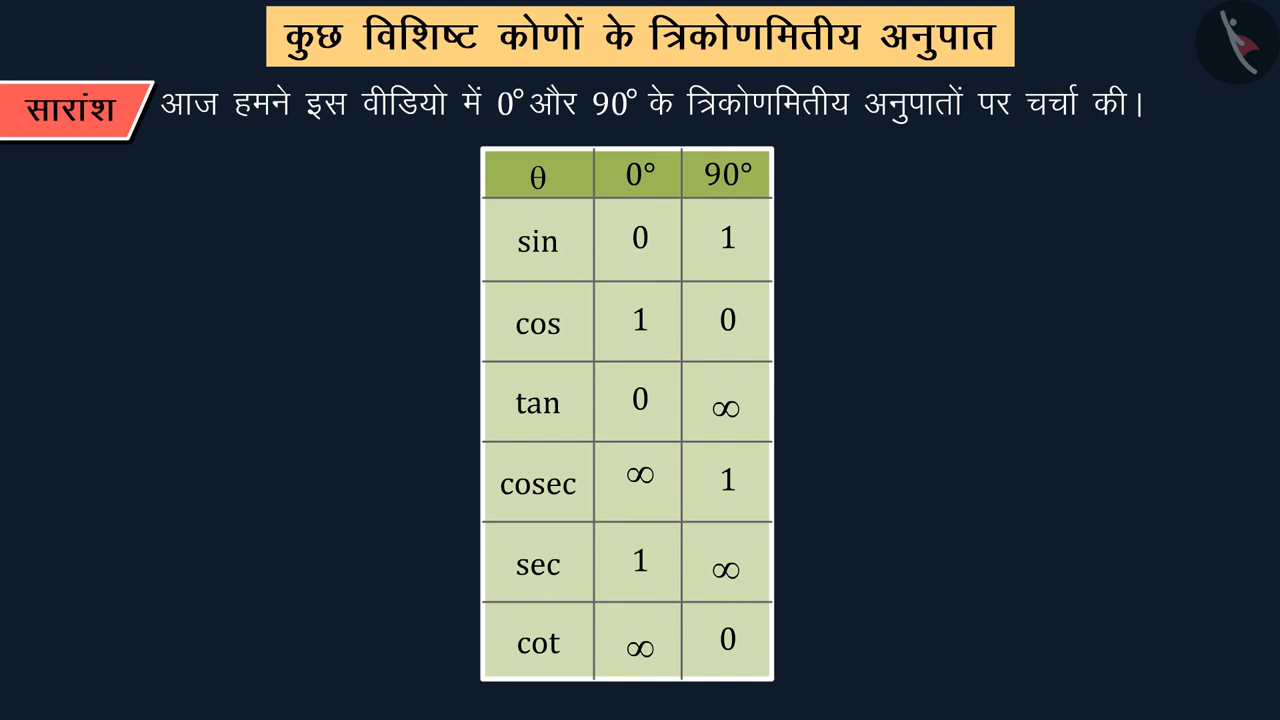 कुछ विशिष्ट कोणों के त्रिकोणमितीय अनुपात
सारांश
आज हमने इस वीडियो में 0° और 90° के त्रिकोणमितीय अनुपातों पर चर्चा की।
θ 0° 90°
sin 0 1
cos 1 0
tan 0 ∞
cosec ∞ 1
sec 1 ∞
cot ∞ 0